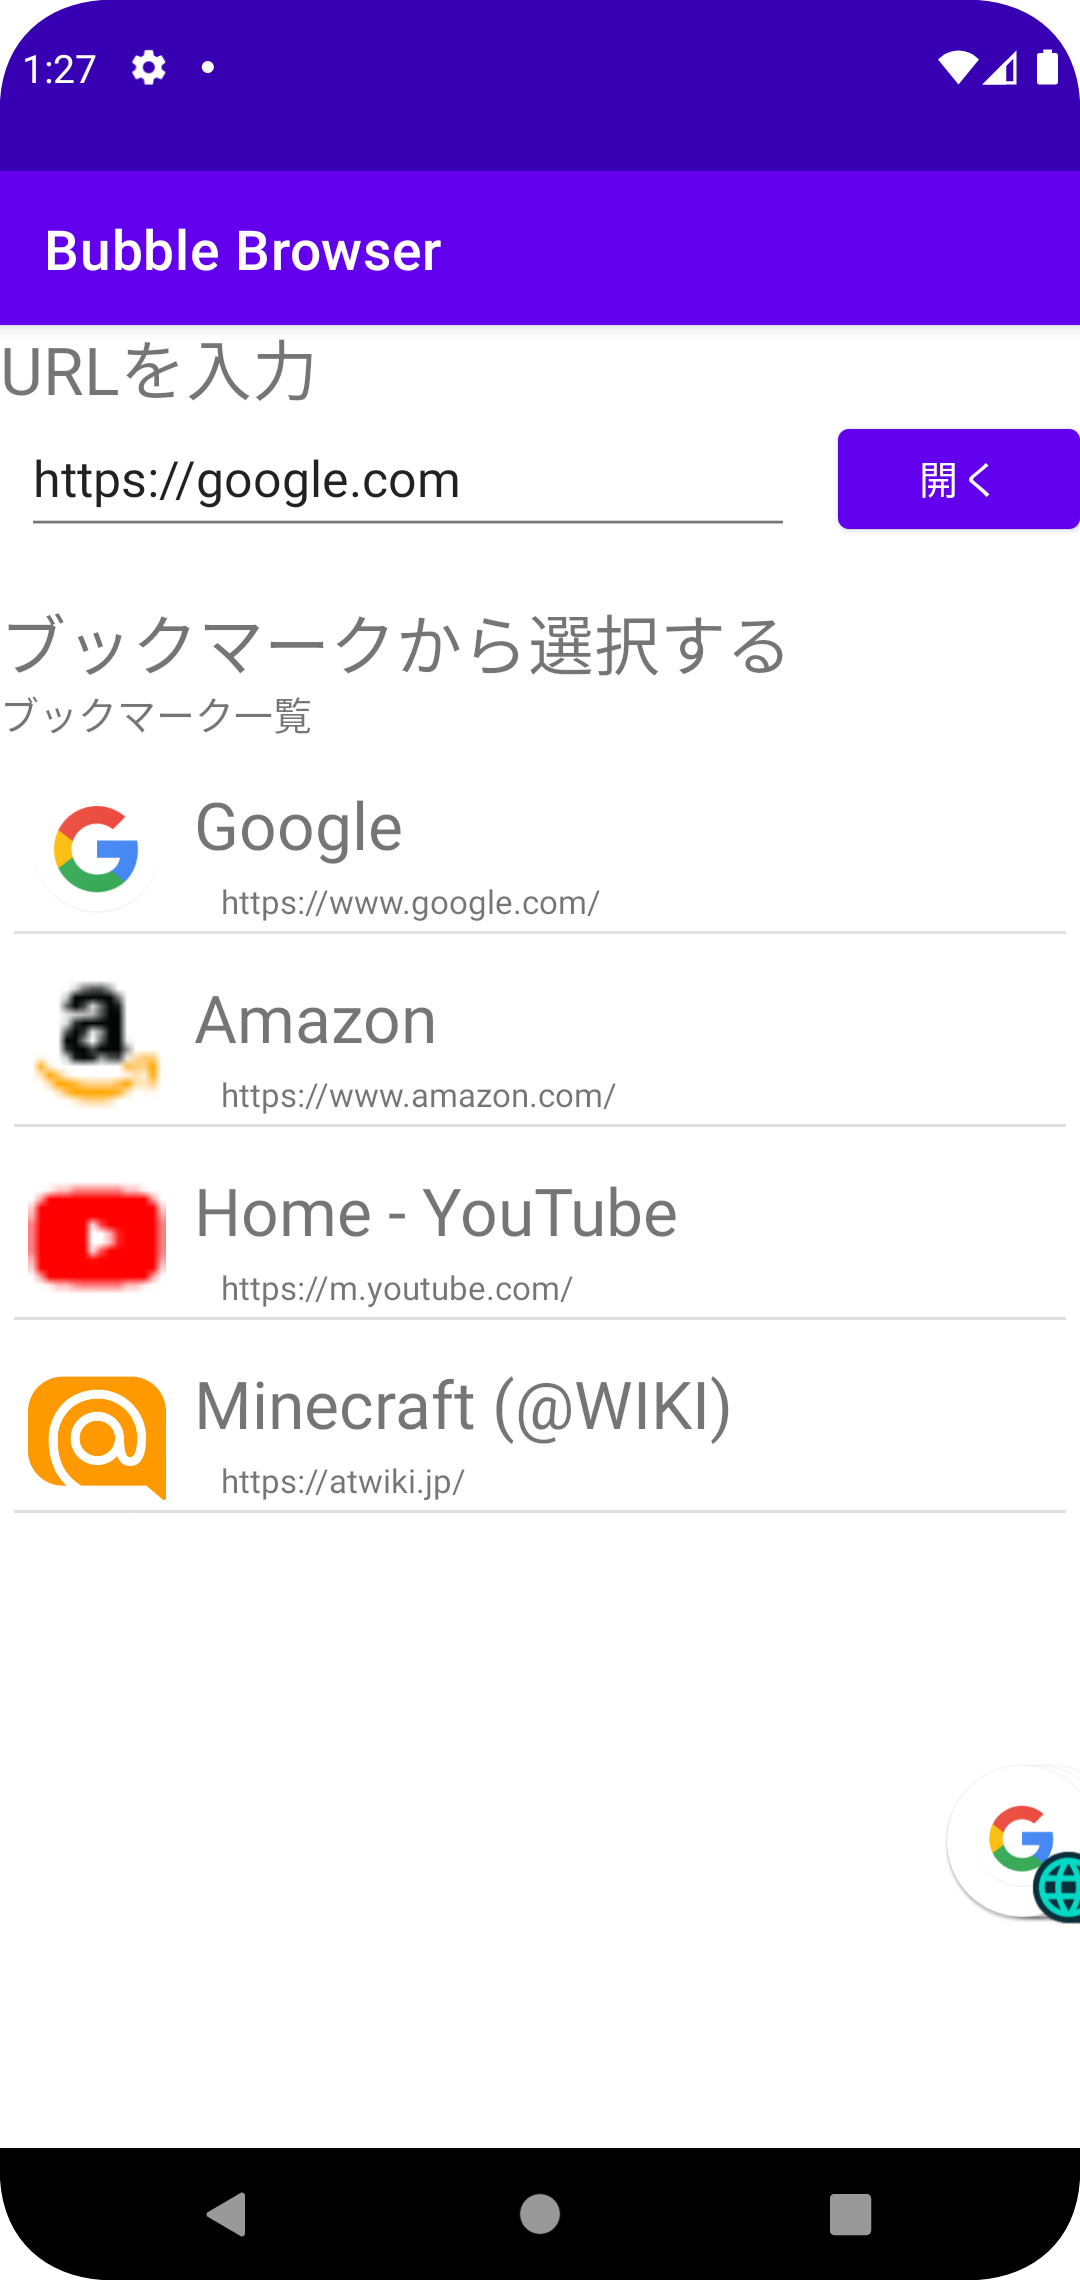 1:27
Bubble Browser
URLを入力
https://google.com
開く
ブックマークから選択する
ブックマーク一覧
Google
https://www.google.com/
Amazon
https://www.amazon.com/
Home - YouTube
https://m.youtube.com/
Minecraft (@WIKI)
https://atwiki.jp/